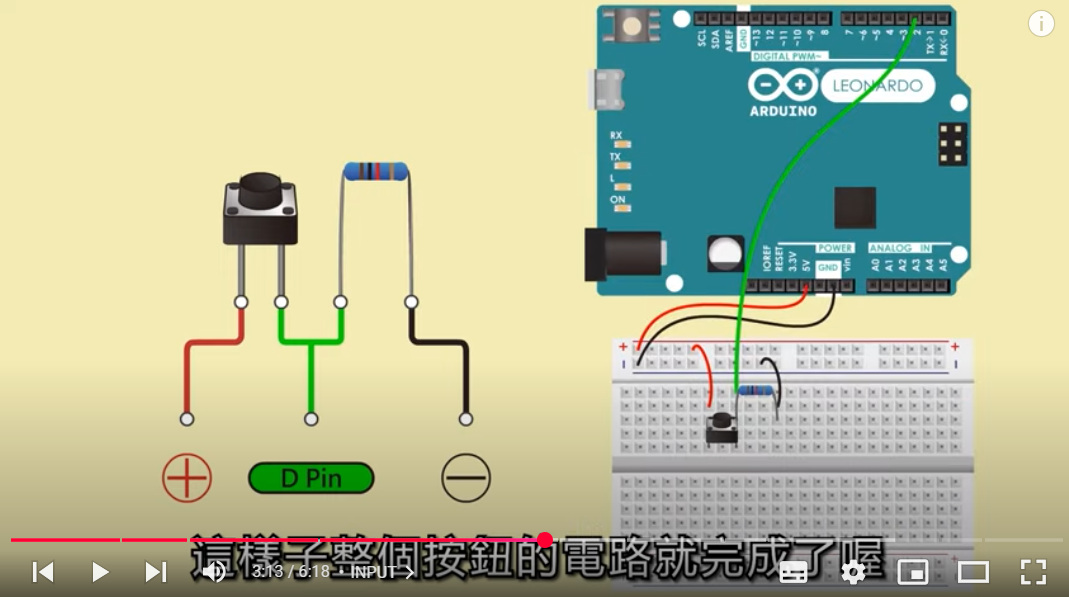 SCL
SDA
AREF
GND
~13
12
~11
~10
~9
8
7
~6
~5
4
~3
2
TX→1
RX←0
DIGITAL PWM~
LEONARDO
ARDUINO
RX
TX
L
ON
IOREF
RESET
3.3V
5V
GND
Vin
POWER
ANALOG IN
A0
A1
A2
A3
A4
A5
+
+
D Pin
這樣子整個按鈕的電路就完成了喔
3:13 / 6:18 • INPUT